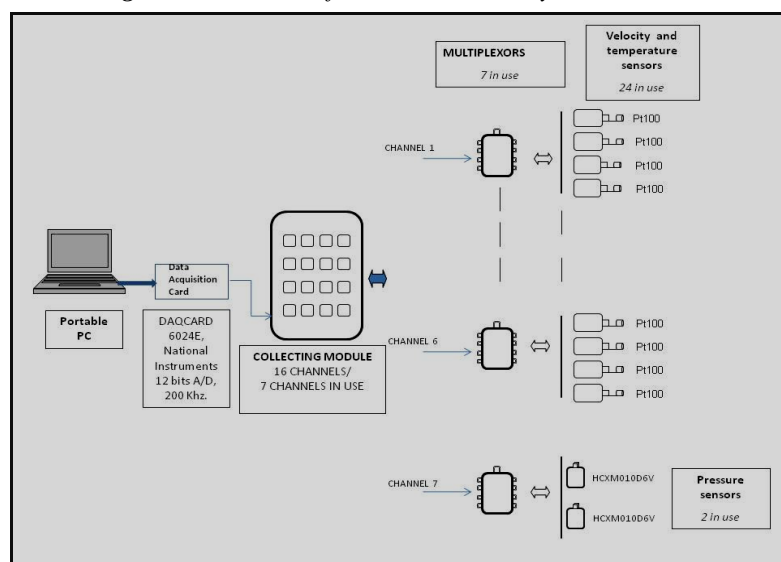 MULTIPLEXORS
7 in use
Velocity and
temperature
sensors
24 in use
CHANNEL 1
Pt100
Pt100
Pt100
Pt100
Data
Acquisition
Card
Portable
PC
DAQCARD
6024E,
National
Instruments
12 bits A/D,
200 Khz.
COLLECTING MODULE
16 CHANNELS/
7 CHANNELS IN USE
CHANNEL 6
Pt100
Pt100
Pt100
Pt100
CHANNEL 7
HCXM010D6V
HCXM010D6V
Pressure
sensors
2 in use